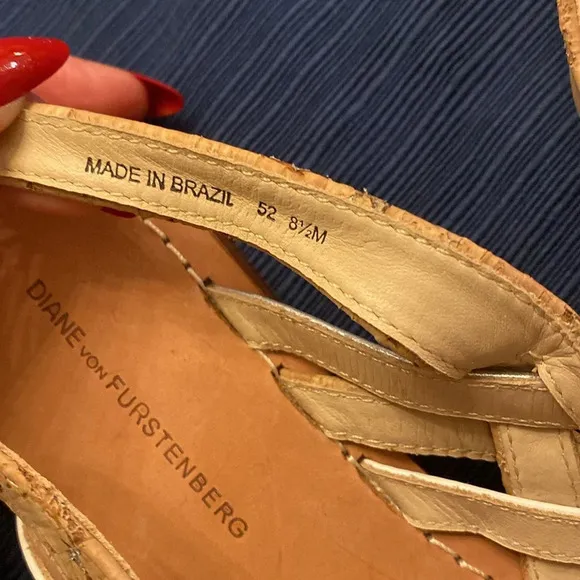 MADE IN BRAZIL 52 8½M
DIANE VON FURSTENBERG